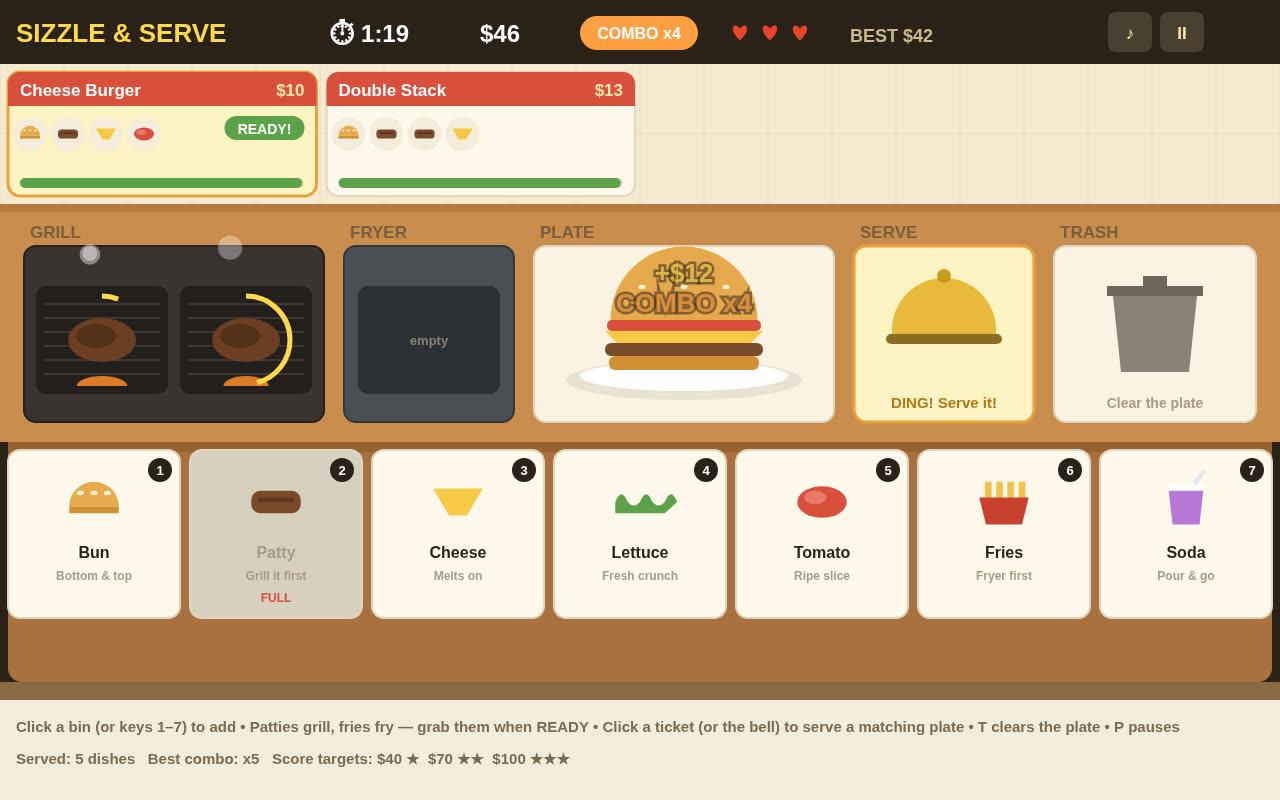 SIZZLE & SERVE
1:19
$46
COMBO x4
BEST $42
Cheese Burger $10
READY!
Double Stack $13
GRILL
FRYER
PLATE
SERVE
TRASH
empty
+$12
COMBO x4
DING! Serve it!
Clear the plate
1
Bun
Bottom & top
2
Patty
Grill it first
FULL
3
Cheese
Melts on
4
Lettuce
Fresh crunch
5
Tomato
Ripe slice
6
Fries
Fryer first
7
Soda
Pour & go
Click a bin (or keys 1–7) to add • Patties grill, fries fry — grab them when READY • Click a ticket (or the bell) to serve a matching plate • T clears the plate • P pauses
Served: 5 dishes Best combo: x5 Score targets: $40 ★ $70 ★★ $100 ★★★